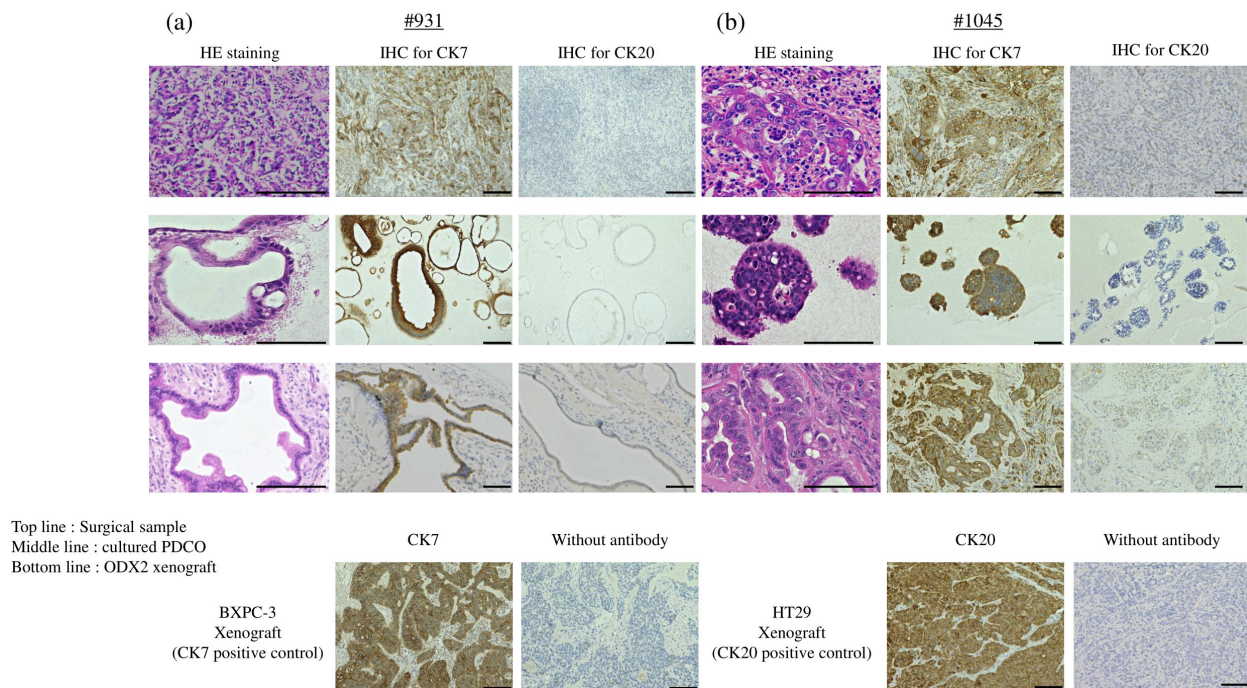 (a)
#931
(b)
#1045
HE staining
IHC for CK7
IHC for CK20
HE staining
IHC for CK7
IHC for CK20
Top line : Surgical sample
Middle line : cultured PDCO
Bottom line : ODX2 xenograft
CK7
Without antibody
CK20
Without antibody
BXPC-3
Xenograft
(CK7 positive control)
HT29
Xenograft
(CK20 positive control)